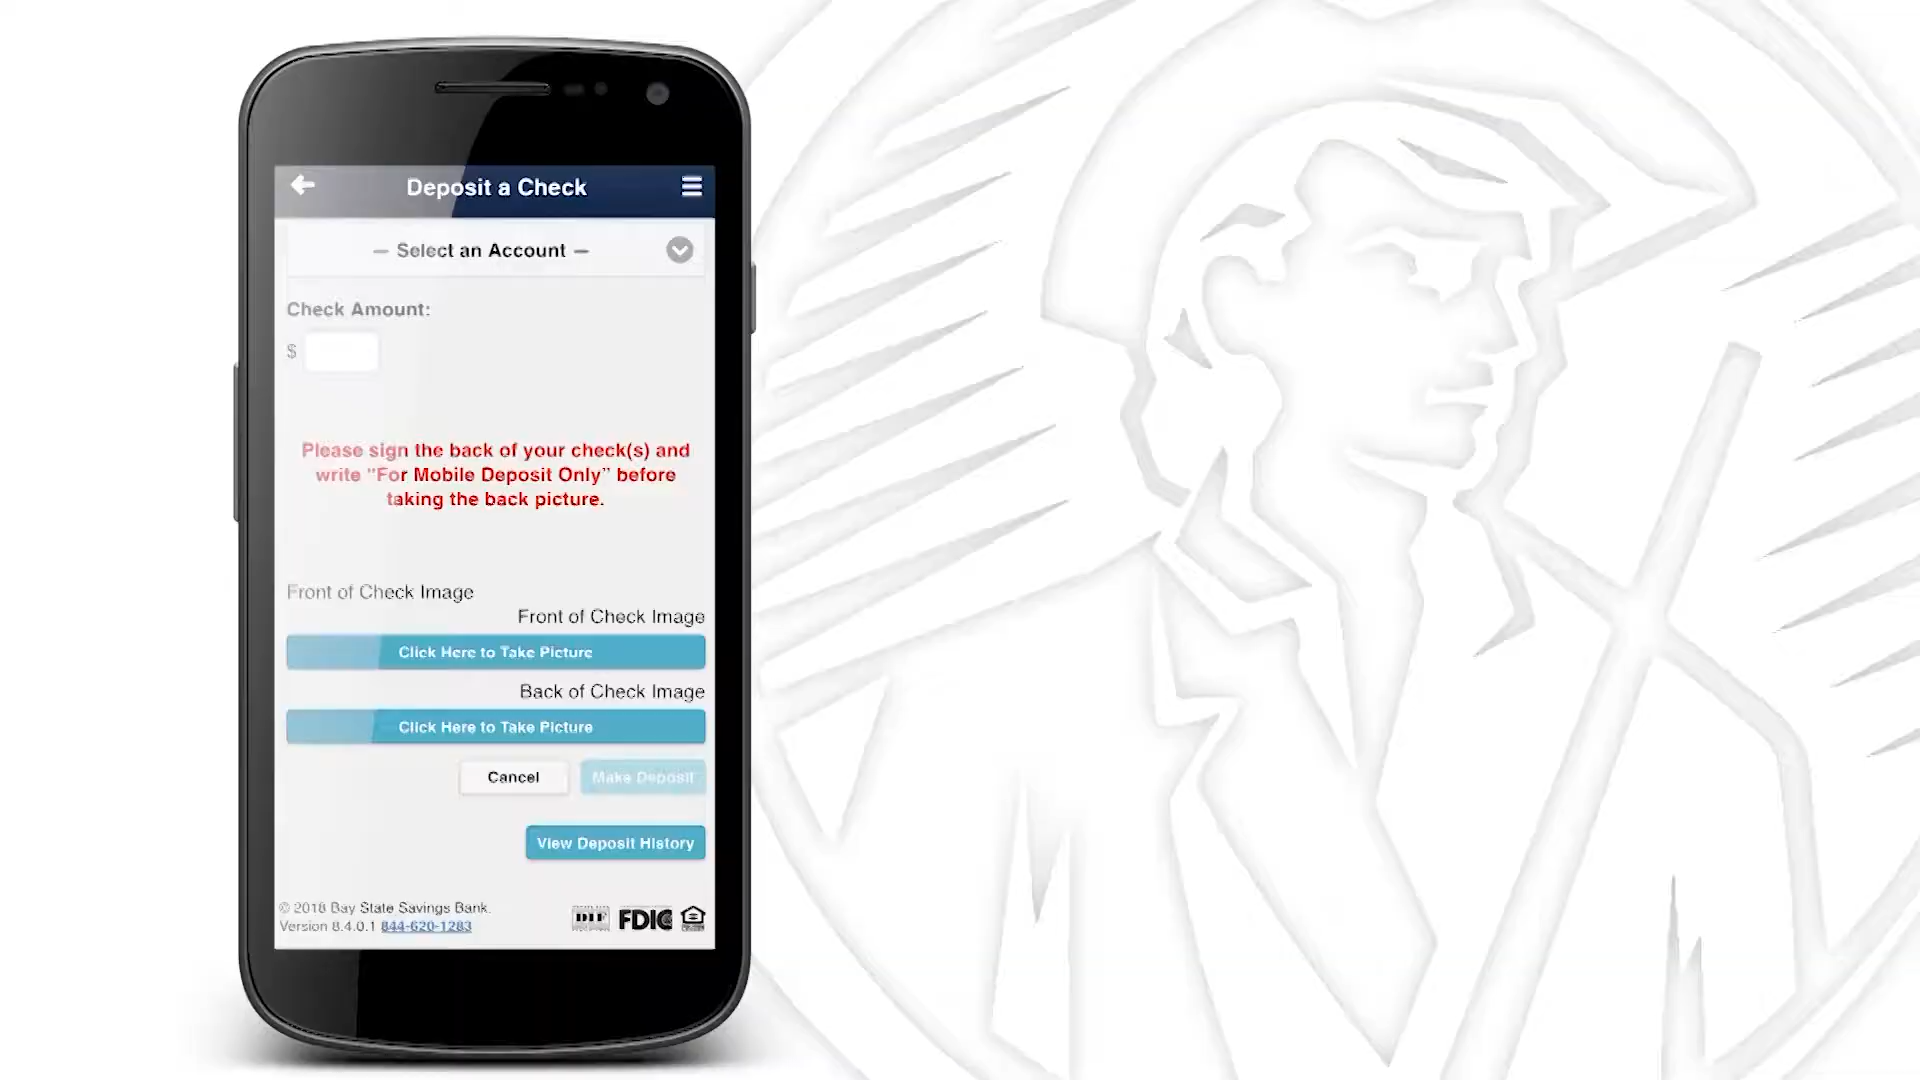 Deposit a Check
— Select an Account —
Check Amount:
$
Please sign the back of your check(s) and
write “For Mobile Deposit Only” before
taking the back picture.
Front of Check Image
Front of Check Image
Click Here to Take Picture
Back of Check Image
Click Here to Take Picture
Cancel
Make Deposit
View Deposit History
© 2018 Bay State Savings Bank.
Version 8.4.0.1 844-620-1283
DIF
FDIC